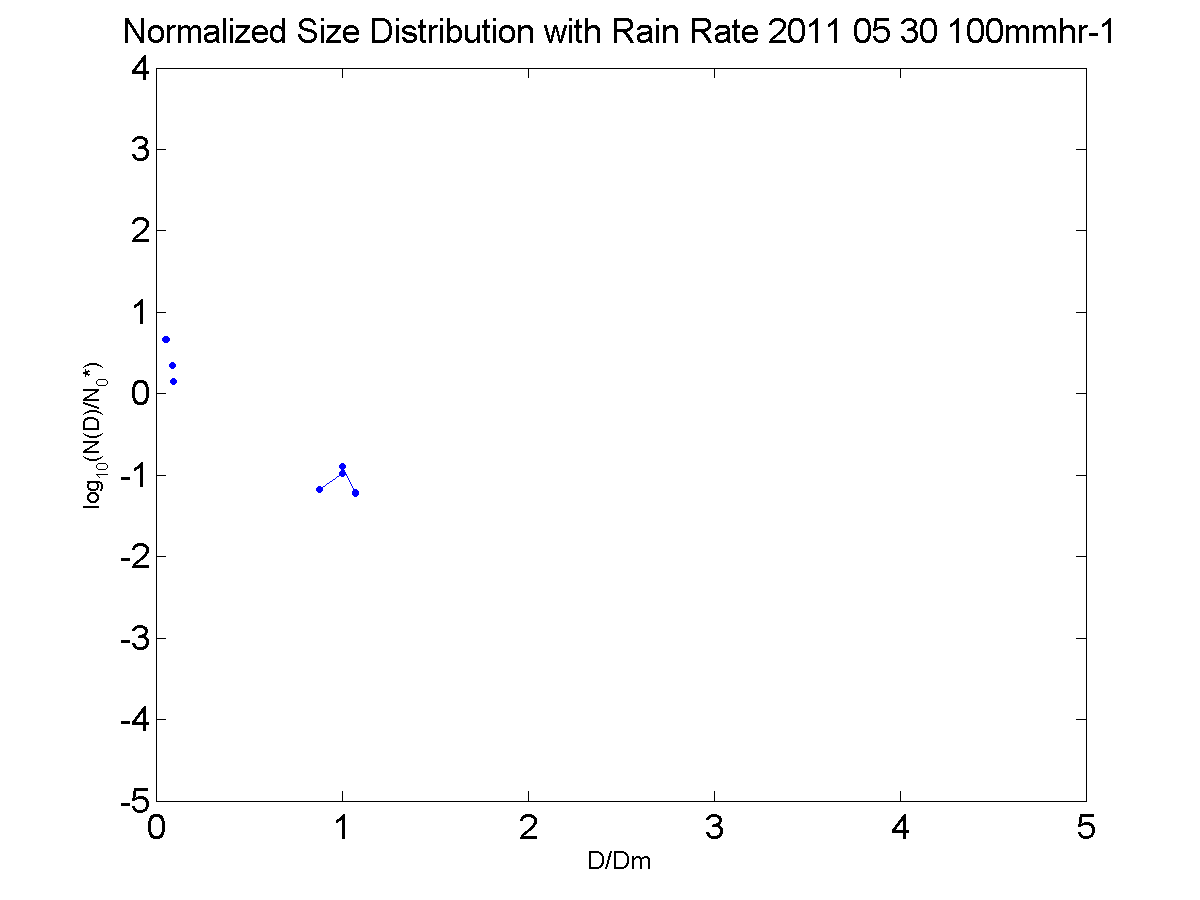 Normalized Size Distribution with Rain Rate 2011 05 30 100mmhr-1
4
3
2
1
0
-1
-2
-3
-4
-5
log10(N(D)/N0*)
0 1 2 3 4 5
D/Dm